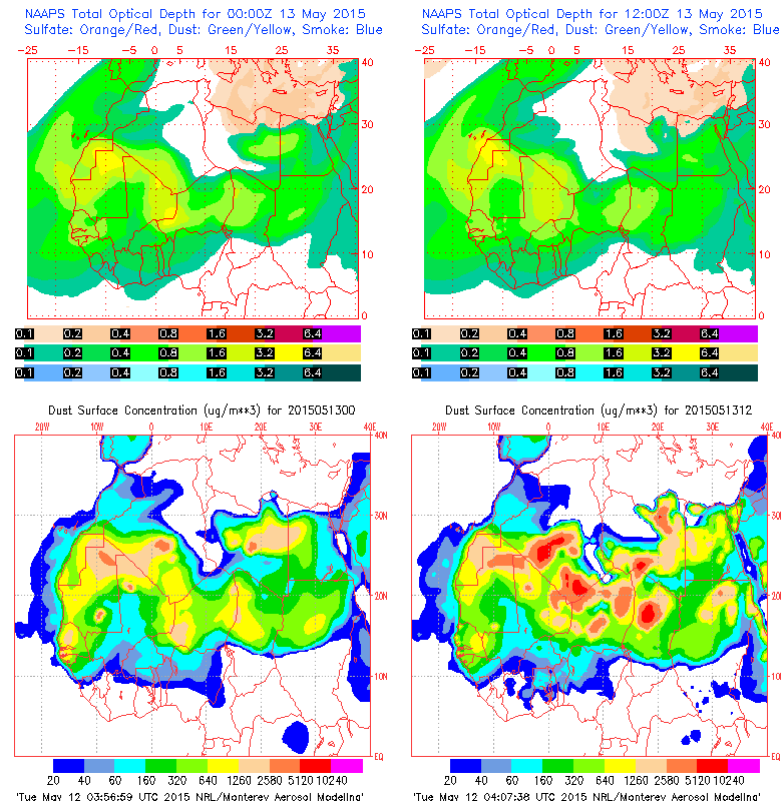 NAAPS Total Optical Depth for 00:00Z 13 May 2015
Sulfate: Orange/Red, Dust: Green/Yellow, Smoke: Blue
-25 -15 -5 0 5 15 25 35
40
30
20
10
0
0.1 0.2 0.4 0.8 1.6 3.2 6.4
0.1 0.2 0.4 0.8 1.6 3.2 6.4
0.1 0.2 0.4 0.8 1.6 3.2 6.4
NAAPS Total Optical Depth for 12:00Z 13 May 2015
Sulfate: Orange/Red, Dust: Green/Yellow, Smoke: Blue
-25 -15 -5 0 5 15 25 35
40
30
20
10
0
0.1 0.2 0.4 0.8 1.6 3.2 6.4
0.1 0.2 0.4 0.8 1.6 3.2 6.4
0.1 0.2 0.4 0.8 1.6 3.2 6.4
Dust Surface Concentration (ug/m**3) for 2015051300
20W 10W 0 10E 20E 30E 40E
40N
30N
20N
10N
EQ
20 40 60 160 320 640 1260 2580 5120 10240
'Tue May 12 03:56:59 UTC 2015 NRL/Monterey Aerosol Modeling'
Dust Surface Concentration (ug/m**3) for 2015051312
20W 10W 0 10E 20E 30E 40E
40N
30N
20N
10N
EQ
20 40 60 160 320 640 1260 2580 5120 10240
'Tue May 12 04:07:38 UTC 2015 NRL/Monterey Aerosol Modeling'